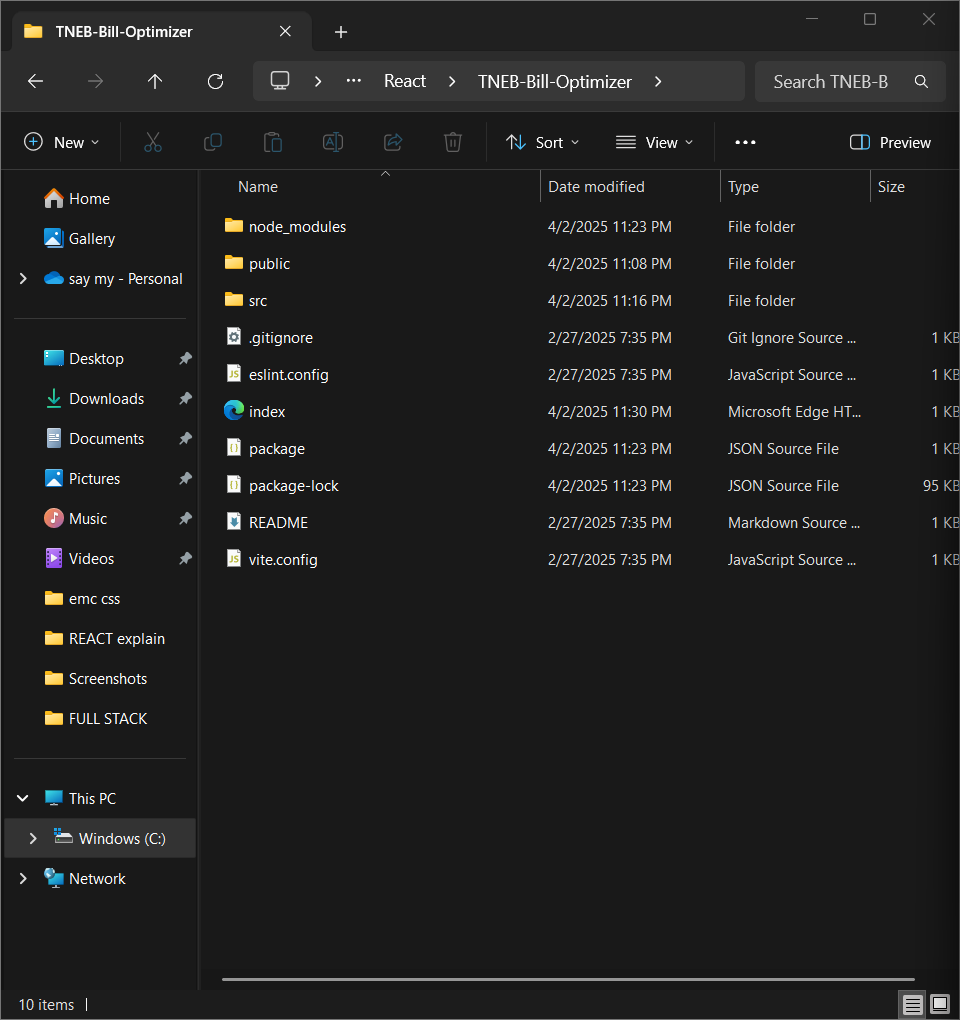 TNEB-Bill-Optimizer
React TNEB-Bill-Optimizer Search TNEB-B
New Sort View Preview
Name Date modified Type Size
Home
Gallery
say my - Personal
Desktop
Downloads
Documents
Pictures
Music
Videos
emc css
REACT explain
Screenshots
FULL STACK
This PC
Windows (C:)
Network
node_modules 4/2/2025 11:23 PM File folder
public 4/2/2025 11:08 PM File folder
src 4/2/2025 11:16 PM File folder
.gitignore 2/27/2025 7:35 PM Git Ignore Source ... 1 KB
eslint.config 2/27/2025 7:35 PM JavaScript Source ... 1 KB
index 4/2/2025 11:30 PM Microsoft Edge HT... 1 KB
package 4/2/2025 11:23 PM JSON Source File 1 KB
package-lock 4/2/2025 11:23 PM JSON Source File 95 KB
README 2/27/2025 7:35 PM Markdown Source ... 1 KB
vite.config 2/27/2025 7:35 PM JavaScript Source ... 1 KB
10 items